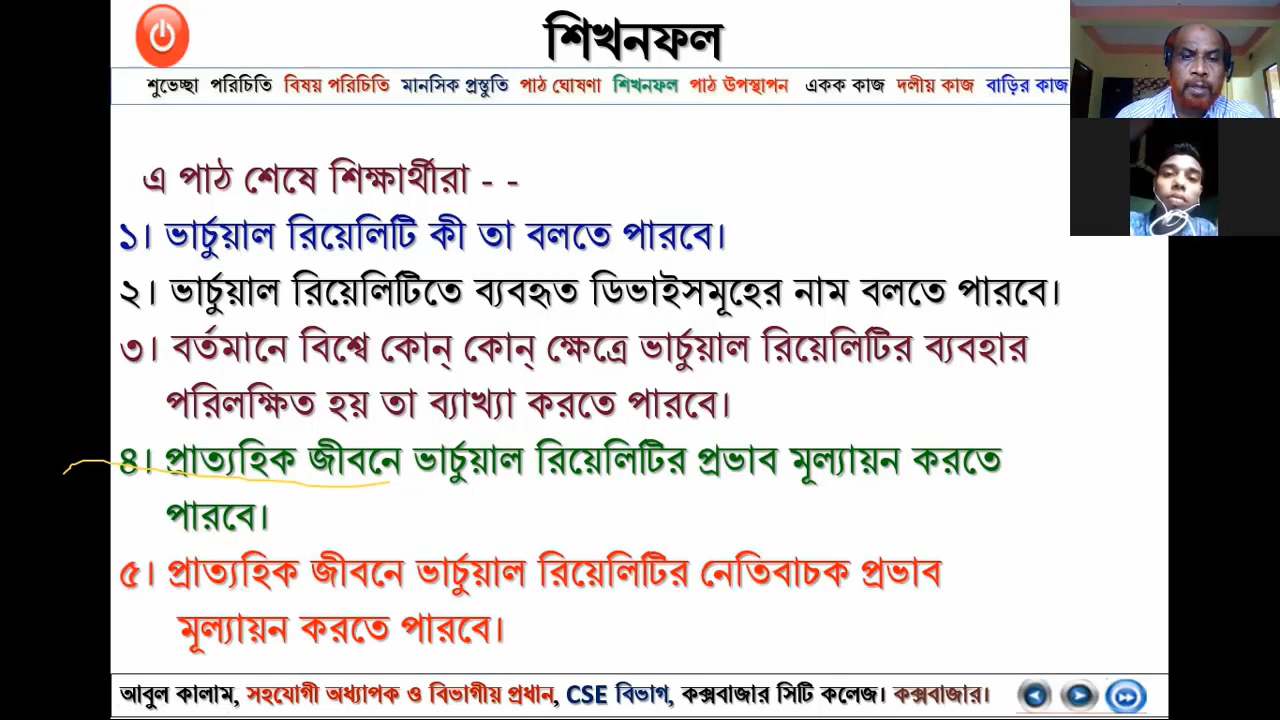 শিখনফল
শুভেচ্ছা পরিচিতি বিষয় পরিচিতি মানসিক প্রস্তুতি পাঠ ঘোষণা শিখনফল পাঠ উপস্থাপন একক কাজ দলীয় কাজ বাড়ির কাজ
এ পাঠ শেষে শিক্ষার্থীরা - -
১। ভার্চুয়াল রিয়েলিটি কী তা বলতে পারবে।
২। ভার্চুয়াল রিয়েলিটিতে ব্যবহৃত ডিভাইসমূহের নাম বলতে পারবে।
৩। বর্তমানে বিশ্বে কোন্ কোন্ ক্ষেত্রে ভার্চুয়াল রিয়েলিটির ব্যবহার
পরিলক্ষিত হয় তা ব্যাখ্যা করতে পারবে।
৪। প্রাত্যহিক জীবনে ভার্চুয়াল রিয়েলিটির প্রভাব মূল্যায়ন করতে
পারবে।
৫। প্রাত্যহিক জীবনে ভার্চুয়াল রিয়েলিটির নেতিবাচক প্রভাব
মূল্যায়ন করতে পারবে।
আবুল কালাম, সহযোগী অধ্যাপক ও বিভাগীয় প্রধান, CSE বিভাগ, কক্সবাজার সিটি কলেজ। কক্সবাজার।